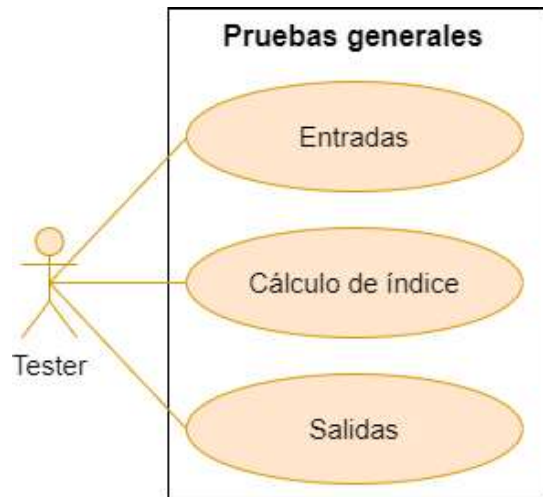 Pruebas generales
Entradas
Cálculo de índice
Tester
Salidas